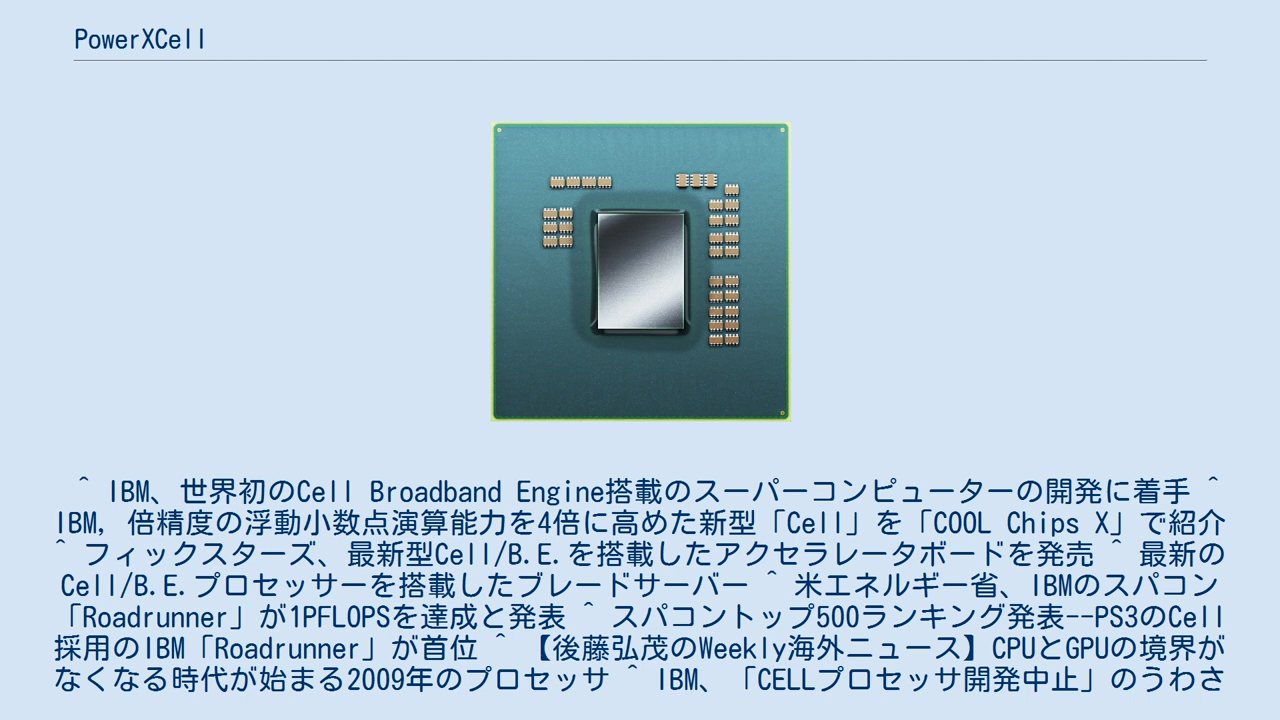 PowerXCell
^ IBM、世界初のCell Broadband Engine搭載のスーパーコンピューターの開発に着手 ^
IBM, 倍精度の浮動小数点演算能力を4倍に高めた新型「Cell」を「COOL Chips X」で紹介
^ フィックスターズ、最新型Cell/B.E.を搭載したアクセラレータボードを発売 ^ 最新の
Cell/B.E.プロセッサーを搭載したブレードサーバー ^ 米エネルギー省、IBMのスパコン
「Roadrunner」が1PFLOPSを達成と発表 ^ スパコントップ500ランキング発表--PS3のCell
採用のIBM「Roadrunner」が首位 ^ 【後藤弘茂のWeekly海外ニュース】CPUとGPUの境界が
なくなる時代が始まる2009年のプロセッサ ^ IBM、「CELLプロセッサ開発中止」のうわさ